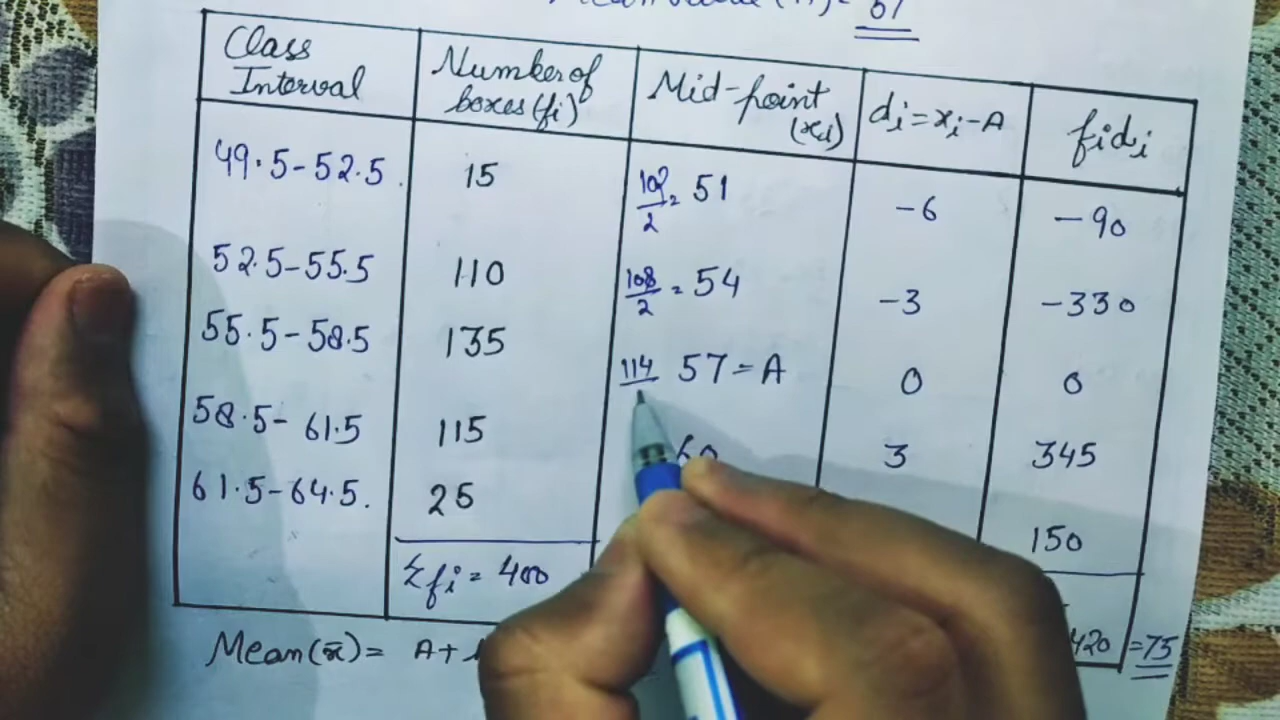 57
Class Interval Number of boxes (fi) Mid-point (xi) di = xi - A fidi
49.5-52.5 15 102/2 = 51 -6 -90
52.5-55.5 110 108/2 = 54 -3 -330
55.5-58.5 135 114 57 = A 0 0
58.5-61.5 115 60 3 345
61.5-64.5. 25 150
Σfi = 400
Mean (x̄) = A+ 420 = 75